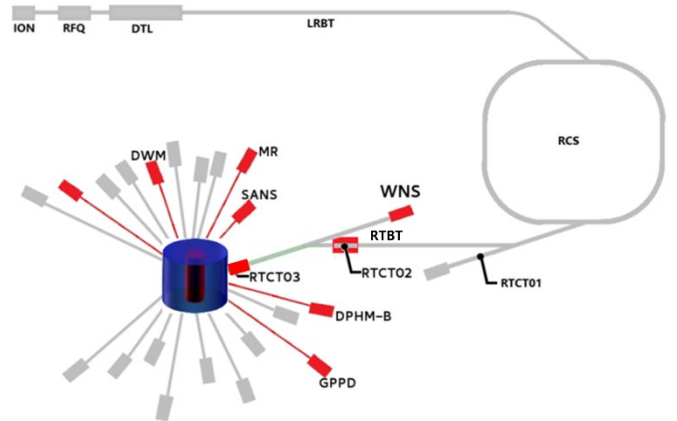 ION
RFQ
DTL
LRBT
RCS
DWM
MR
SANS
WNS
RTBT
RTCT02
RTCT03
RTCT01
DPHM-B
GPPD